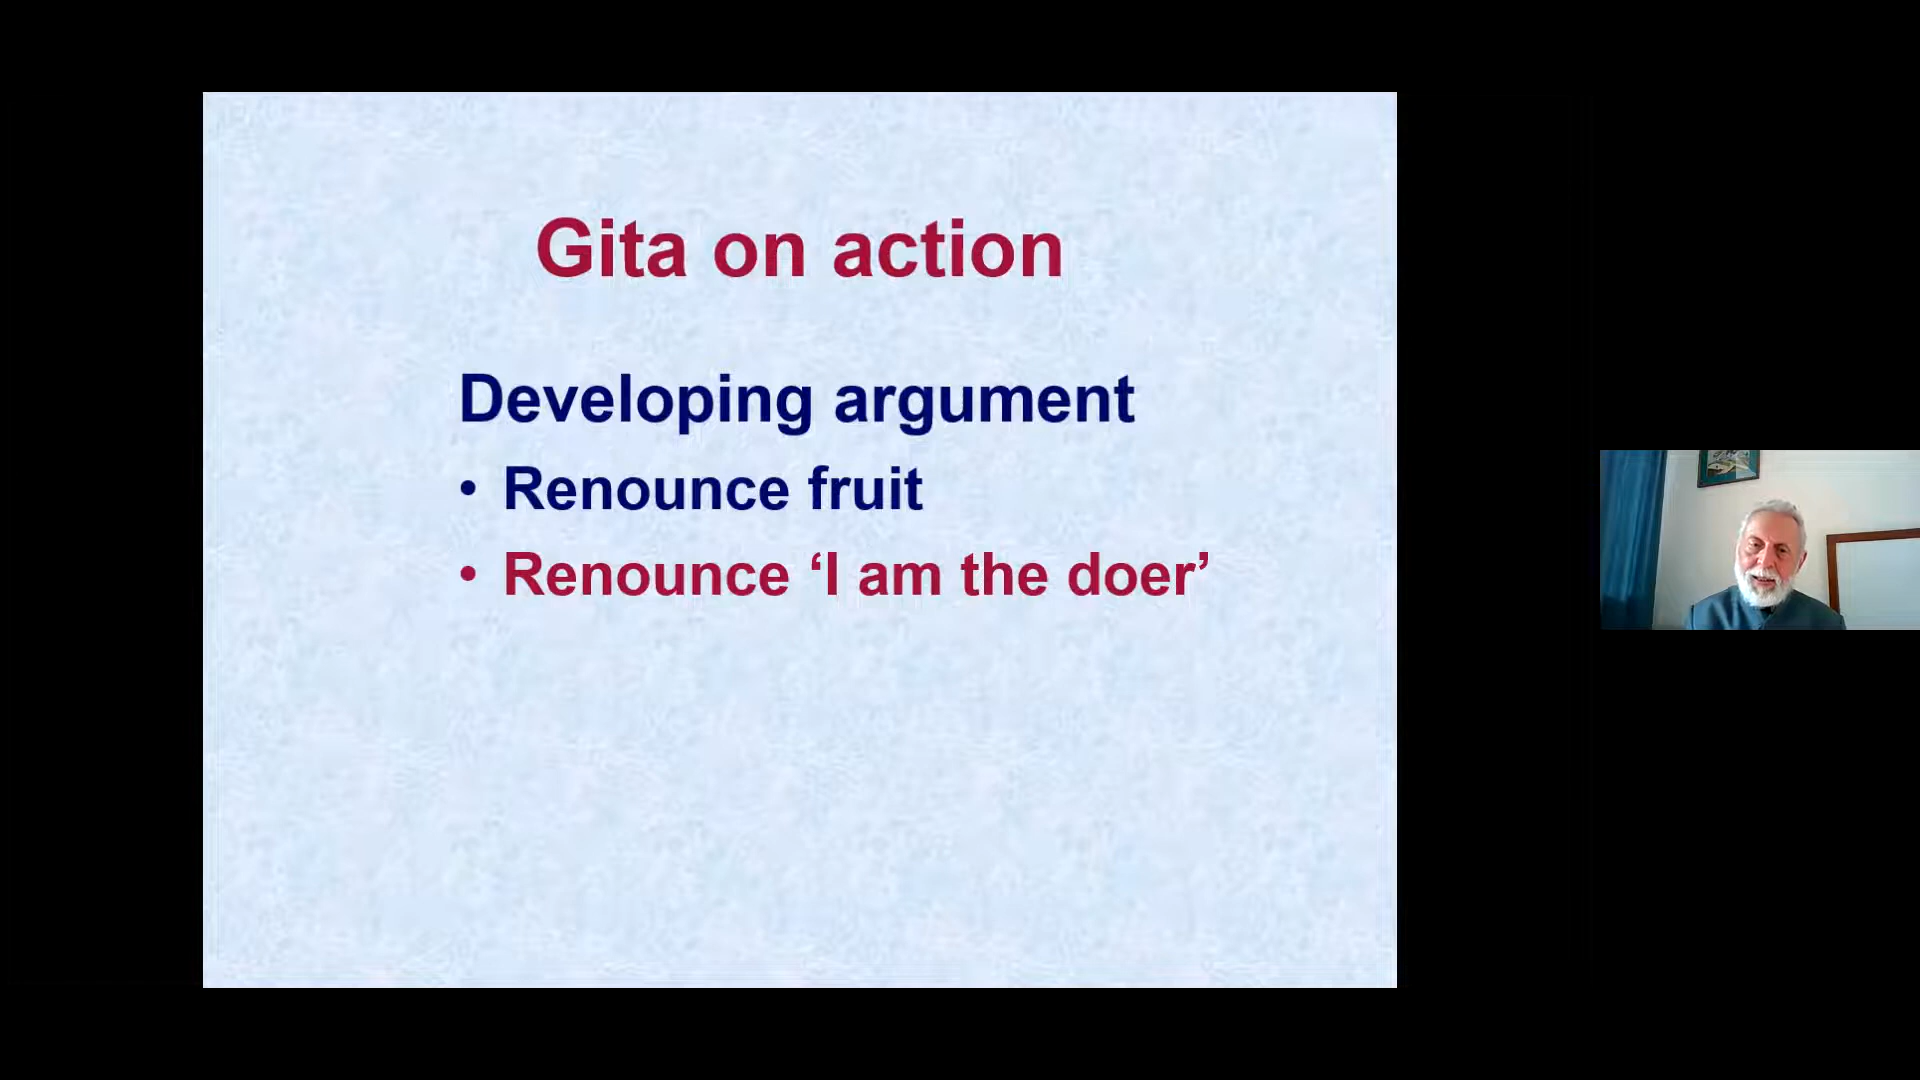 Gita on action
Developing argument
• Renounce fruit
• Renounce ‘I am the doer’